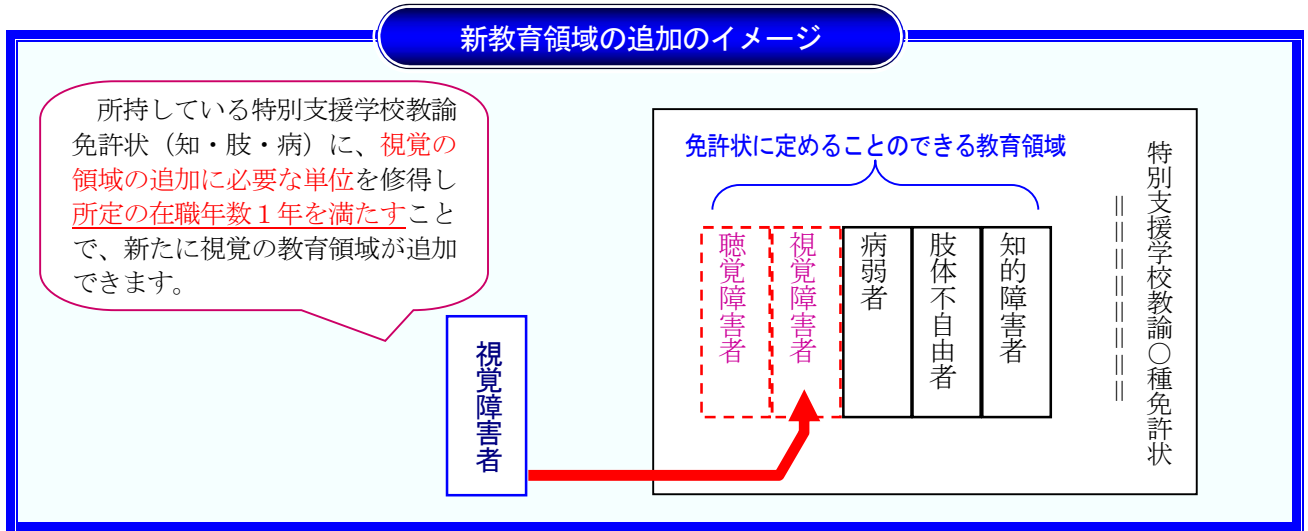 新教育領域の追加のイメージ
所持している特別支援学校教諭
免許状（知・肢・病）に、視覚の
領域の追加に必要な単位を修得し
所定の在職年数１年を満たすこと
で、新たに視覚の教育領域が追加
できます。
視覚障害者
特別支援学校教諭○種免許状
＝＝＝＝＝＝＝＝
免許状に定めることのできる教育領域
知的障害者
肢体不自由者
病弱者
視覚障害者
聴覚障害者